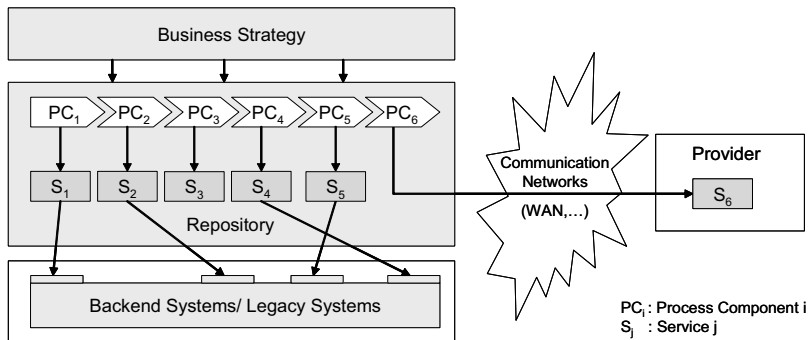 Business Strategy
PC1 PC2 PC3 PC4 PC5 PC6
S1 S2 S3 S4 S5
Repository
Backend Systems/ Legacy Systems
Communication
Networks
(WAN,...)
Provider
S6
PCi : Process Component i
Sj : Service j